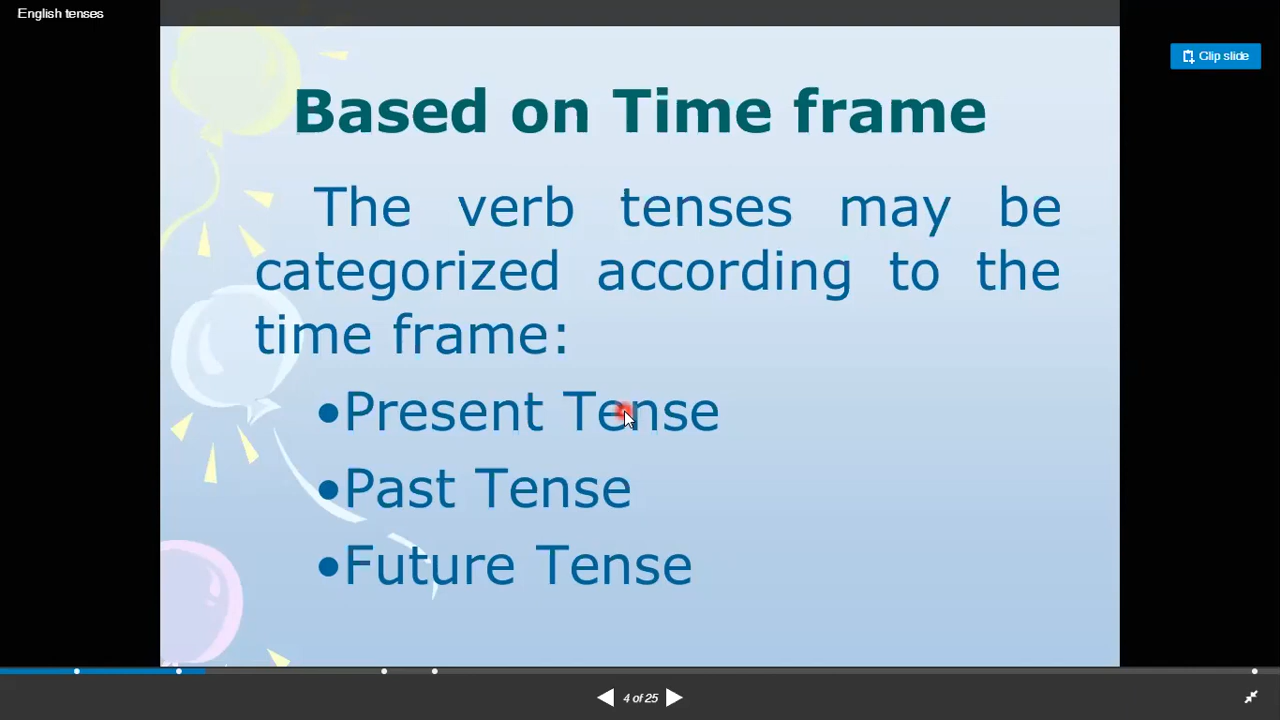 English tenses
Clip slide
Based on Time frame
The verb tenses may be
categorized according to the
time frame:
•Present Tense
•Past Tense
•Future Tense
4 of 25